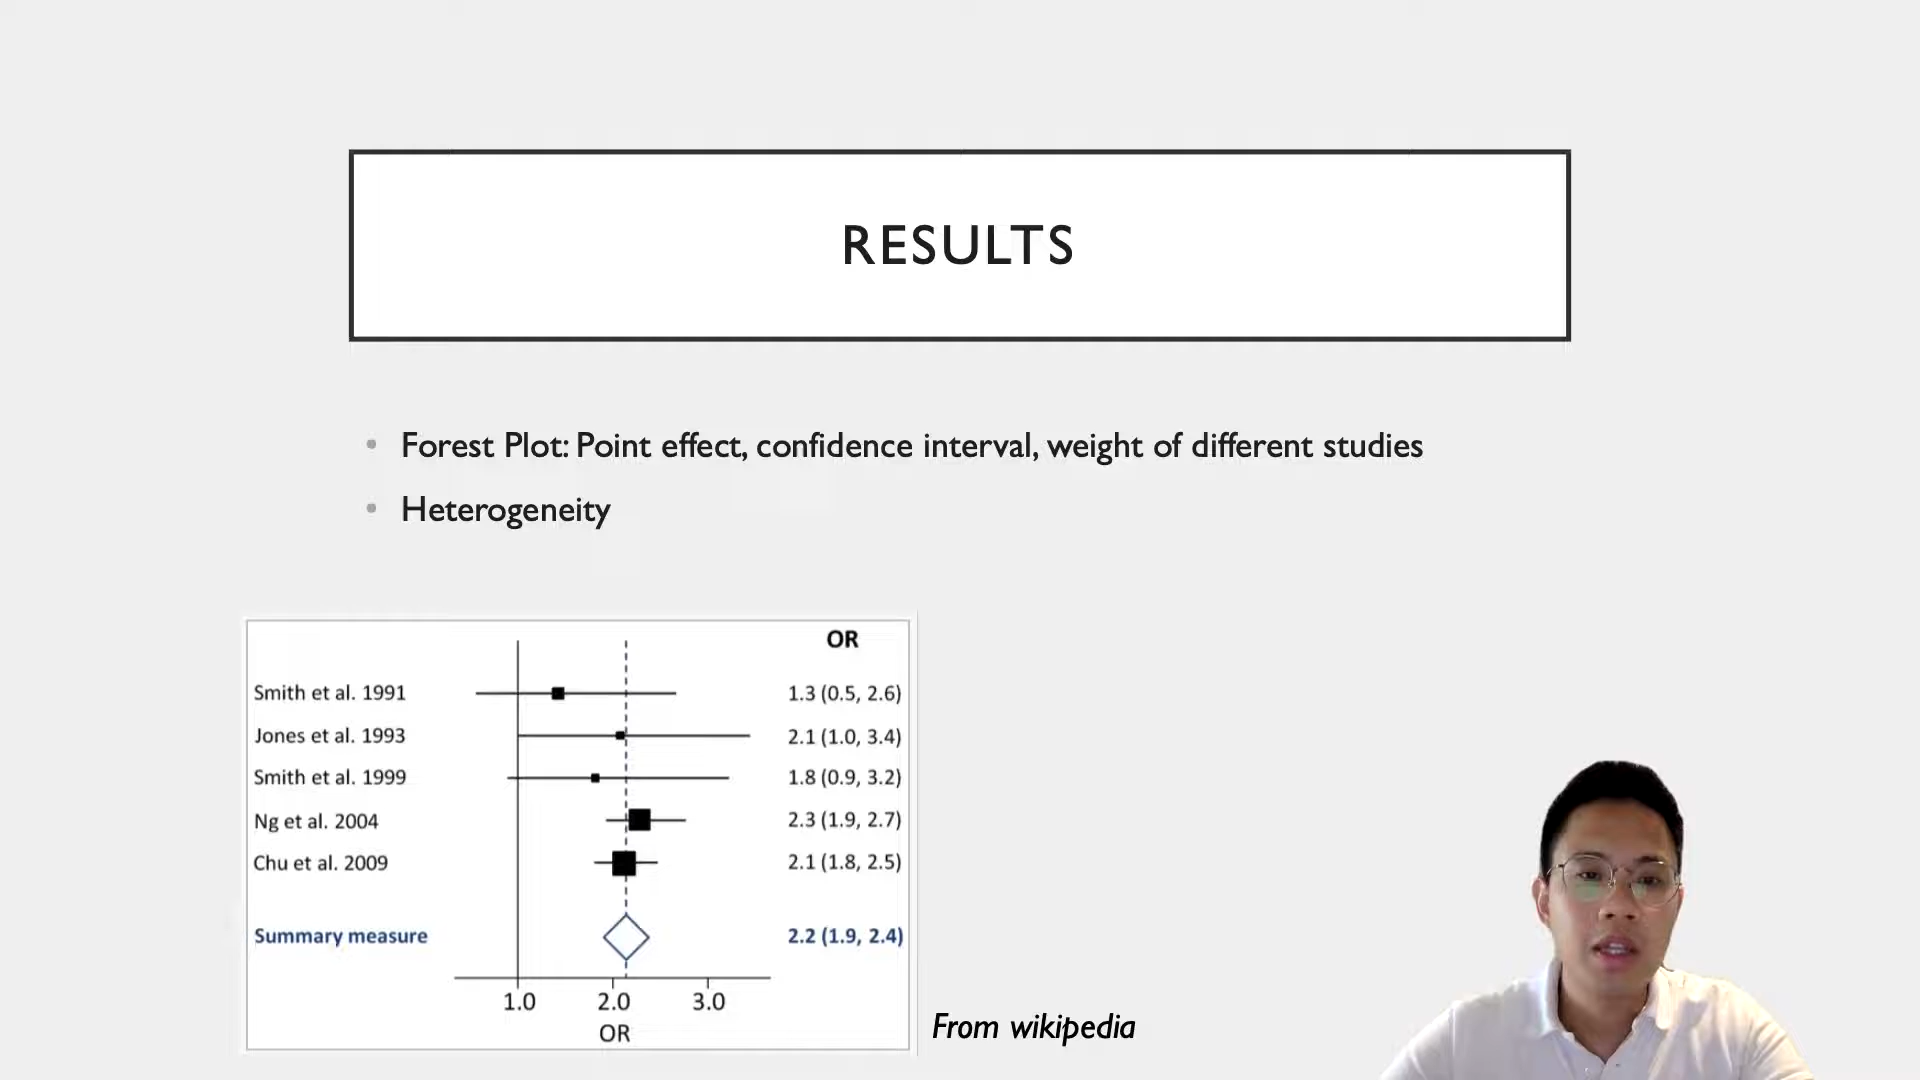 RESULTS
• Forest Plot: Point effect, confidence interval, weight of different studies
• Heterogeneity
OR
Smith et al. 1991 1.3 (0.5, 2.6)
Jones et al. 1993 2.1 (1.0, 3.4)
Smith et al. 1999 1.8 (0.9, 3.2)
Ng et al. 2004 2.3 (1.9, 2.7)
Chu et al. 2009 2.1 (1.8, 2.5)
Summary measure 2.2 (1.9, 2.4)
1.0 2.0 3.0
OR
From wikipedia